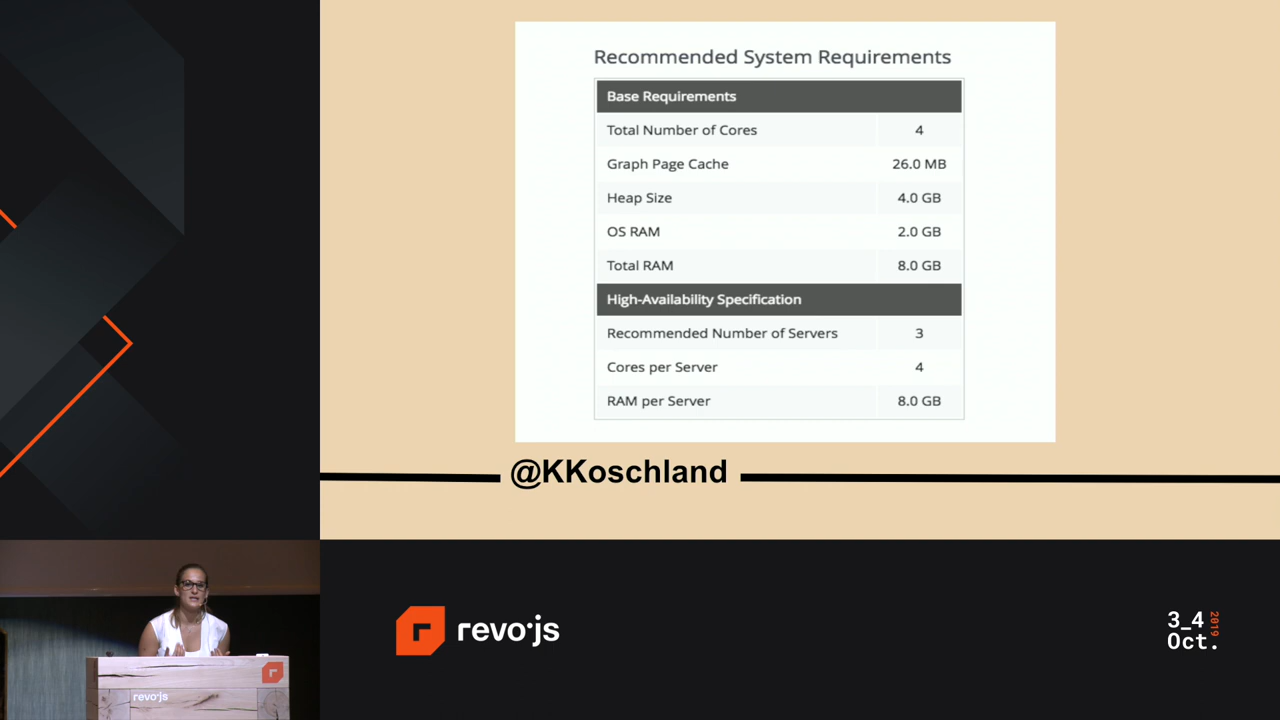 Recommended System Requirements
Base Requirements
Total Number of Cores 4
Graph Page Cache 26.0 MB
Heap Size 4.0 GB
OS RAM 2.0 GB
Total RAM 8.0 GB
High-Availability Specification
Recommended Number of Servers 3
Cores per Server 4
RAM per Server 8.0 GB
@KKoschland
r revo.js
3_4 2019
Oct.
r
revo.js